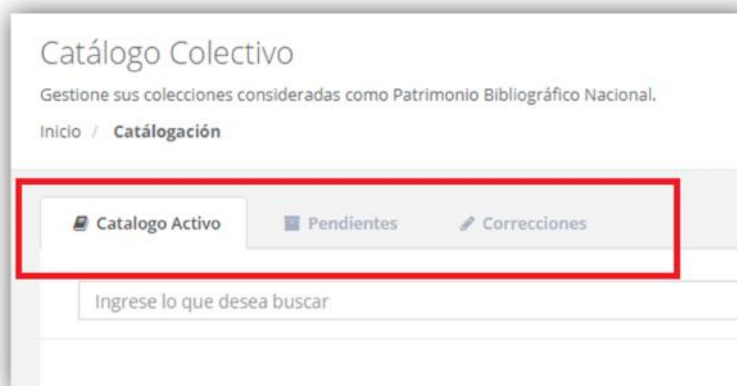 Catálogo Colectivo
Gestione sus colecciones consideradas como Patrimonio Bibliográfico Nacional.
Inicio / Catálogación
Catalogo Activo Pendientes Correcciones
Ingrese lo que desea buscar